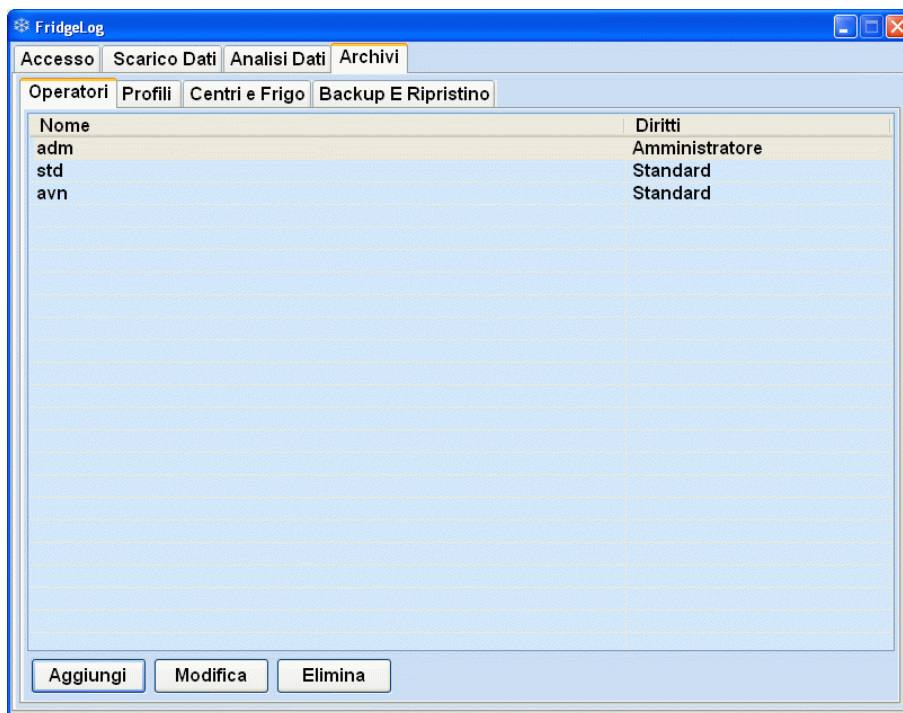 FridgeLog
Accesso Scarico Dati Analisi Dati Archivi
Operatori Profili Centri e Frigo Backup E Ripristino
Nome Diritti
adm Amministratore
std Standard
avn Standard
Aggiungi Modifica Elimina